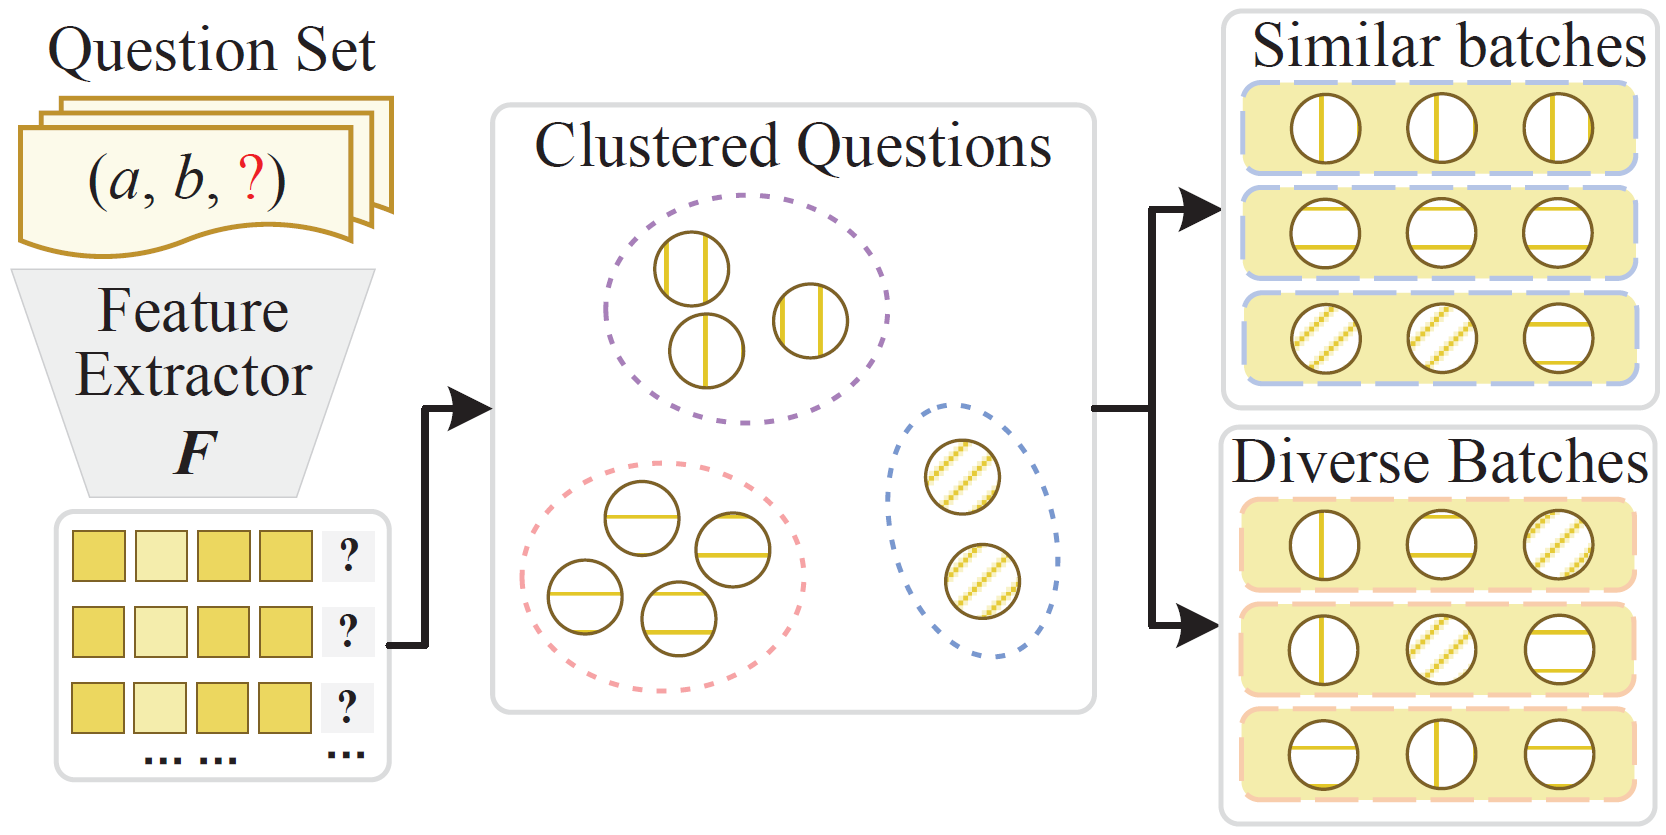 Question Set
(a, b, ?)
Feature
Extractor
F
?
?
?
... ... ...
Clustered Questions
Similar batches
Diverse Batches